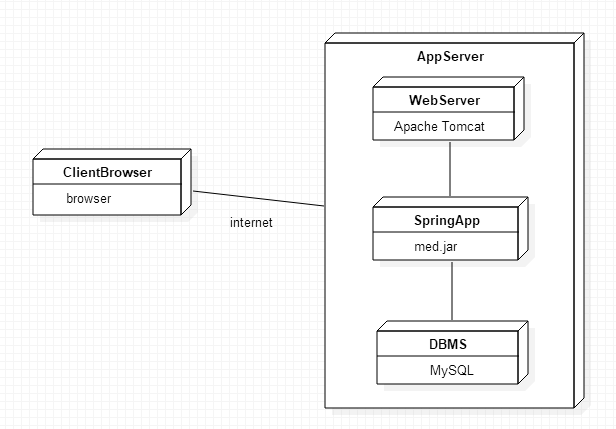 AppServer
WebServer
Apache Tomcat
ClientBrowser
browser
internet
SpringApp
med.jar
DBMS
MySQL